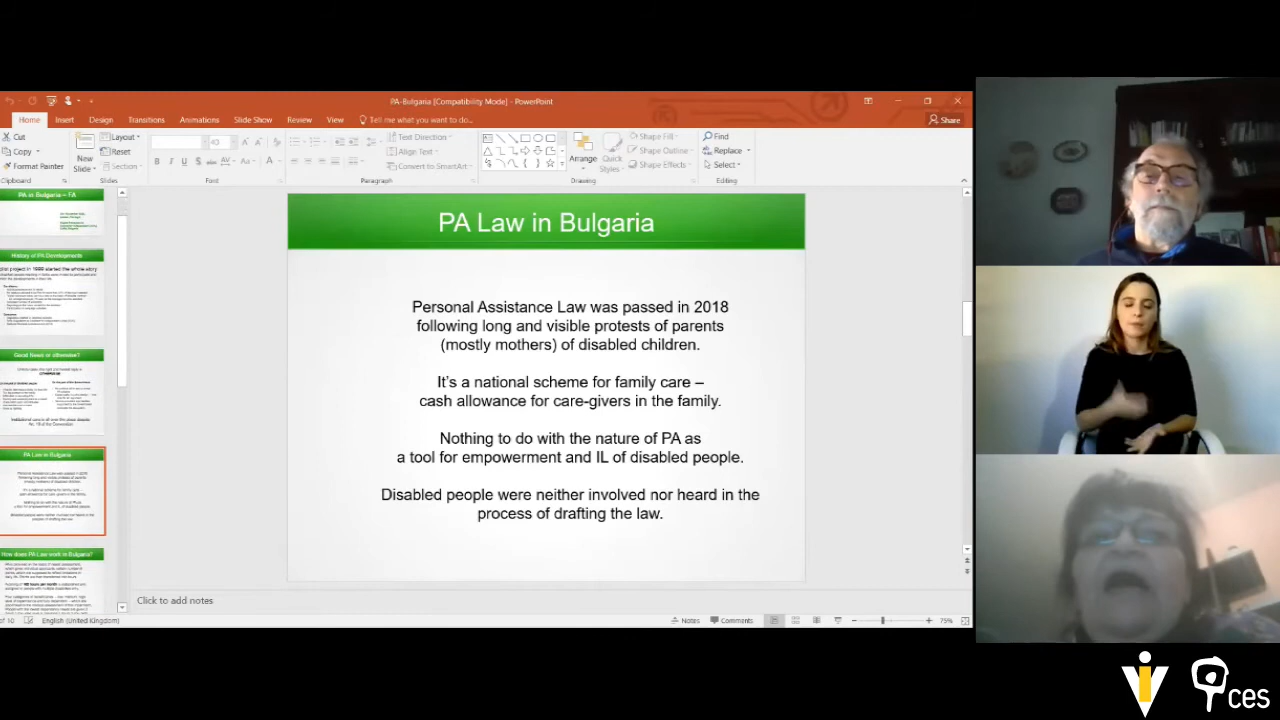 PA-Bulgaria [Compatibility Mode] - PowerPoint
Home Insert Design Transitions Animations Slide Show Review View Tell me what you want to do... Share
Cut
Copy
Format Painter
Clipboard
New Slide
Layout
Reset
Section
Slides
40
B I U S abc AV Aa A
Font
Text Direction
Align Text
Convert to SmartArt
Paragraph
Arrange
Quick Styles
Shape Fill
Shape Outline
Shape Effects
Drawing
Find
Replace
Select
Editing
PA in Bulgaria – FA
History of PA Developments
Good News or otherwise?
PA Law in Bulgaria
How does PA Law work in Bulgaria?
PA Law in Bulgaria
Personal Assistance Law was passed in 2018
following long and visible protests of parents
(mostly mothers) of disabled children.
It's a national scheme for family care –
cash allowance for care-givers in the family
Nothing to do with the nature of PA as
a tool for empowerment and IL of disabled people.
Disabled people were neither involved nor heard in the
process of drafting the law.
Click to add notes
of 10
English (United Kingdom)
Notes
Comments
75%
ces